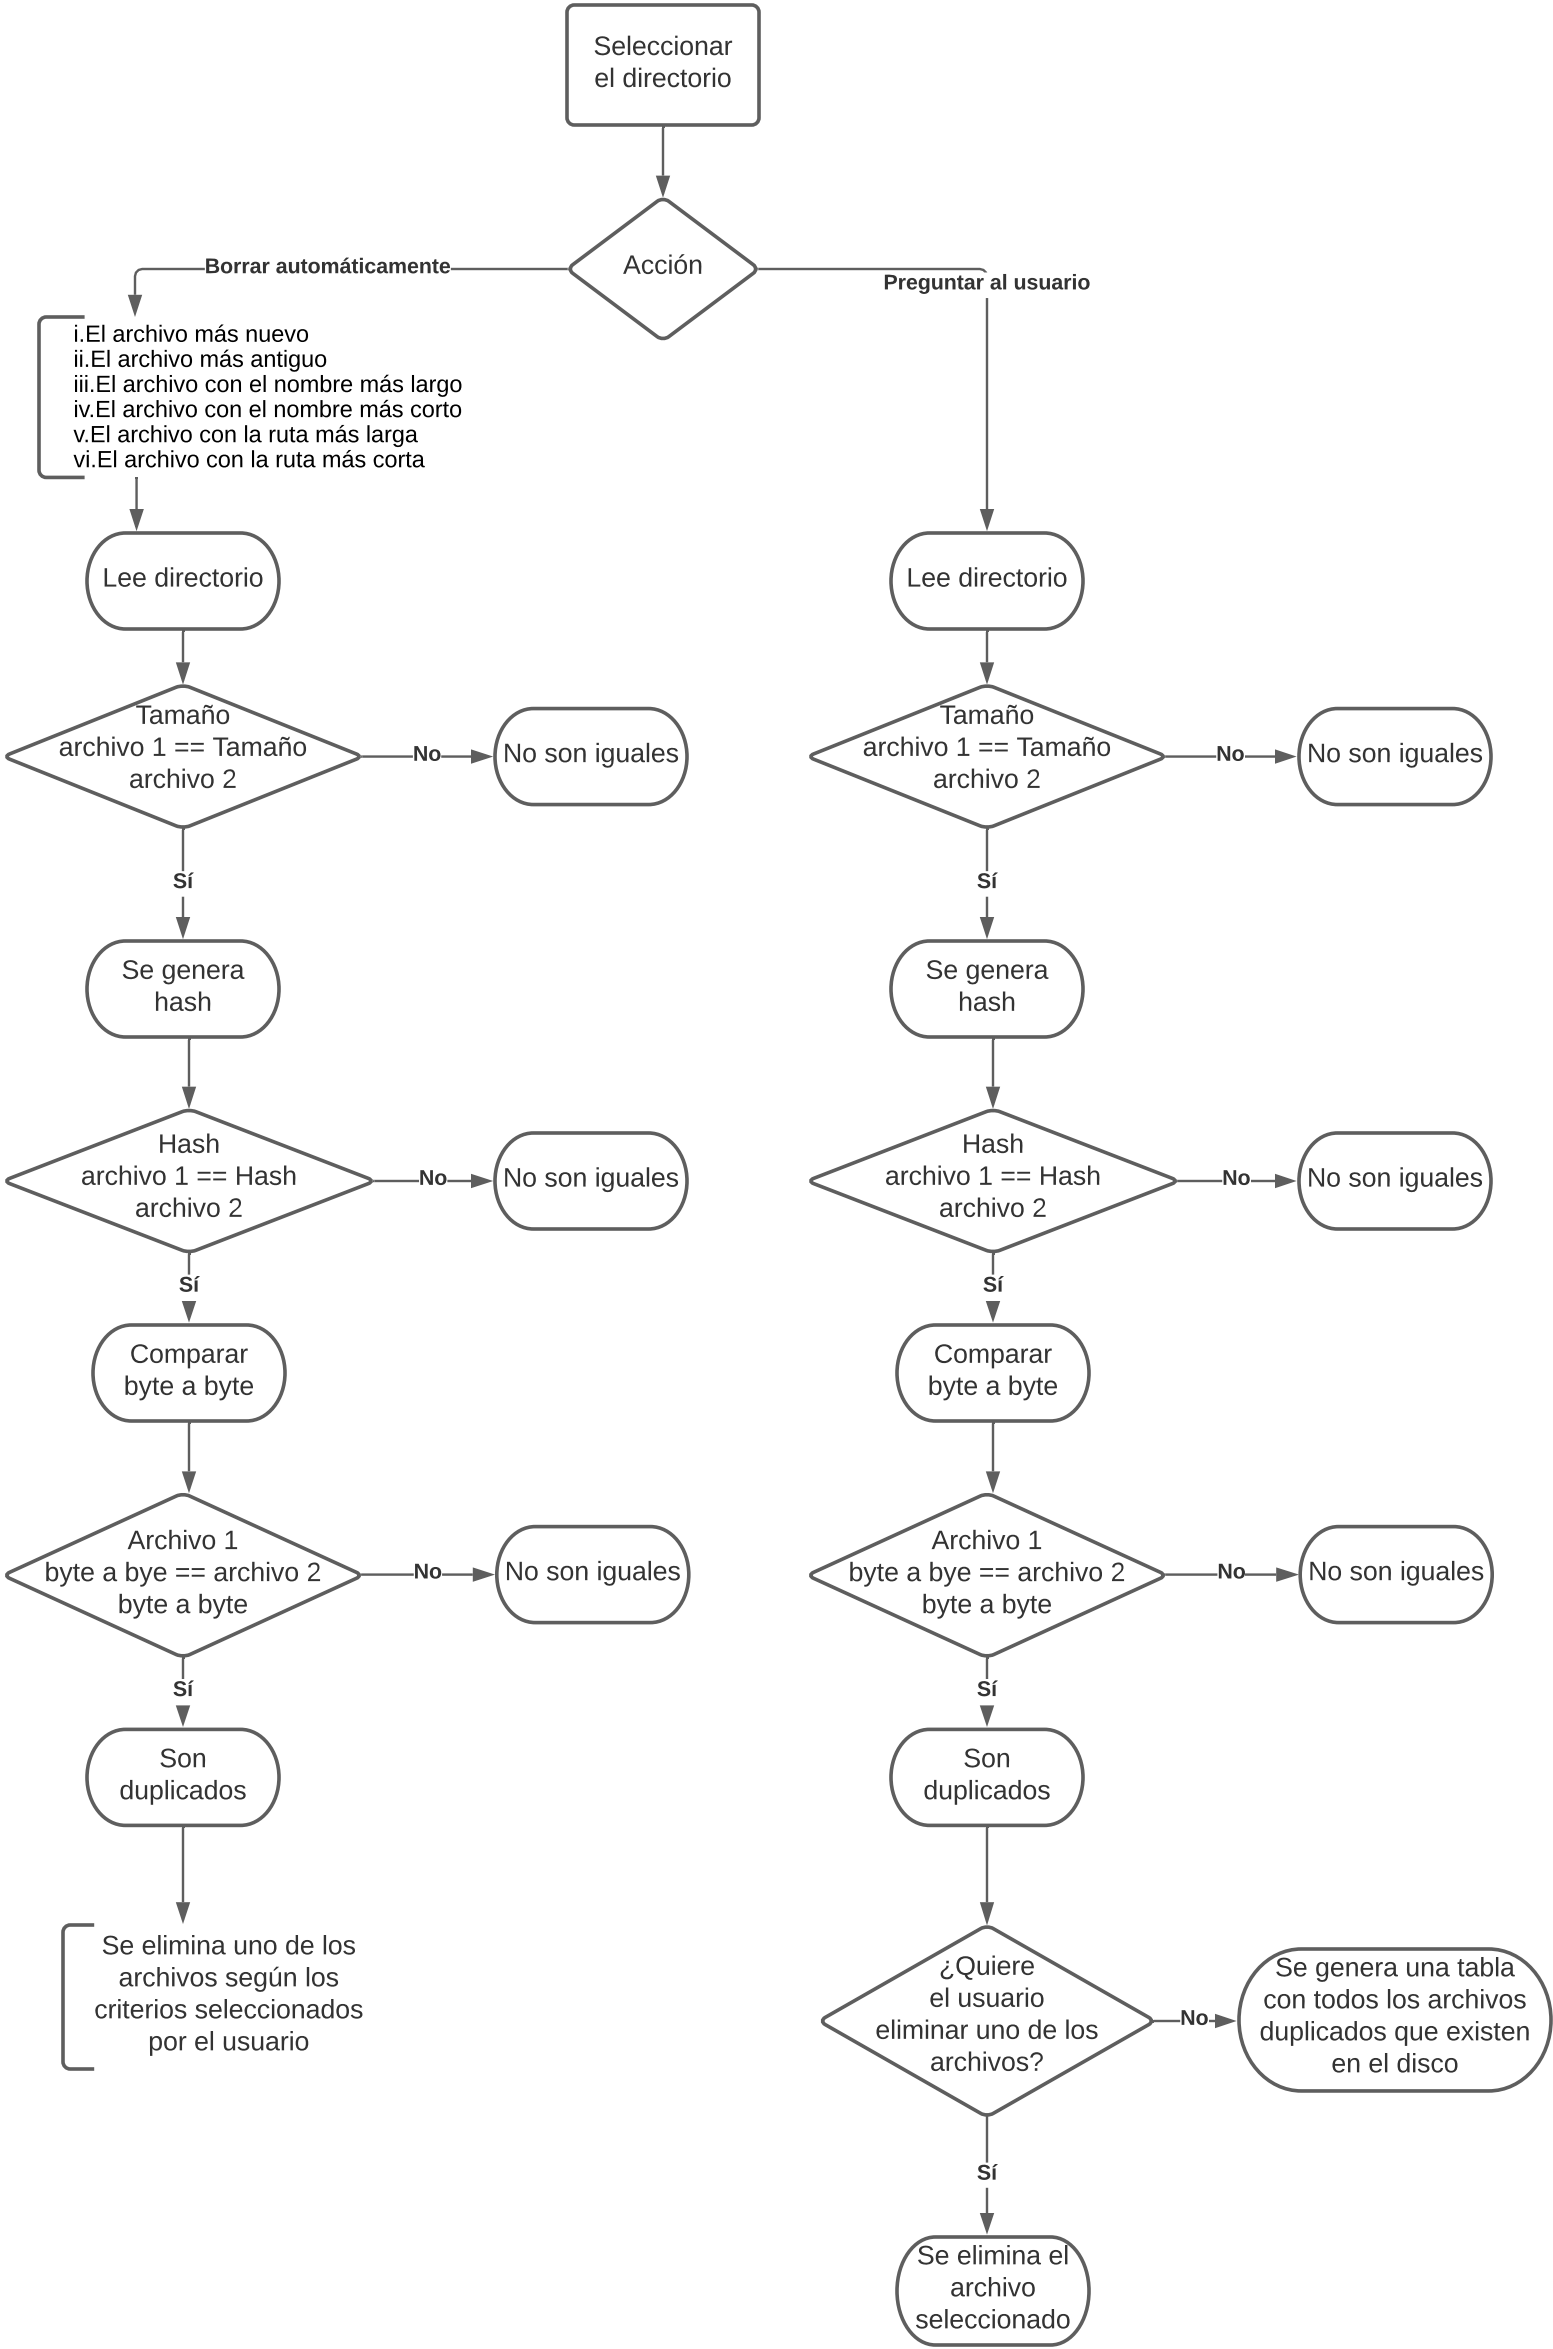 Seleccionar
el directorio
Acción
Borrar automáticamente
Preguntar al usuario
i.El archivo más nuevo
ii.El archivo más antiguo
iii.El archivo con el nombre más largo
iv.El archivo con el nombre más corto
v.El archivo con la ruta más larga
vi.El archivo con la ruta más corta
Lee directorio
Tamaño
archivo 1 == Tamaño
archivo 2
No
No son iguales
Sí
Se genera
hash
Hash
archivo 1 == Hash
archivo 2
No
No son iguales
Sí
Comparar
byte a byte
Archivo 1
byte a bye == archivo 2
byte a byte
No
No son iguales
Sí
Son
duplicados
Se elimina uno de los
archivos según los
criterios seleccionados
por el usuario
Lee directorio
Tamaño
archivo 1 == Tamaño
archivo 2
No
No son iguales
Sí
Se genera
hash
Hash
archivo 1 == Hash
archivo 2
No
No son iguales
Sí
Comparar
byte a byte
Archivo 1
byte a bye == archivo 2
byte a byte
No
No son iguales
Sí
Son
duplicados
¿Quiere
el usuario
eliminar uno de los
archivos?
No
Se genera una tabla
con todos los archivos
duplicados que existen
en el disco
Sí
Se elimina el
archivo
seleccionado